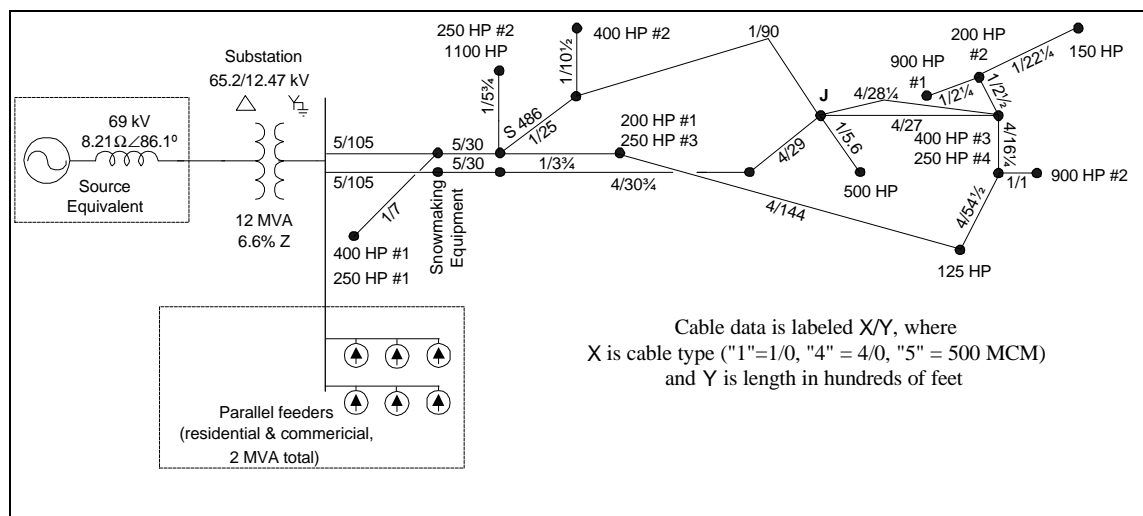 Substation
65.2/12.47 kV
69 kV
8.21 Ω∠86.1º
Source
Equivalent
12 MVA
6.6% Z
5/105
5/105
5/30
5/30
1/7
400 HP #1
250 HP #1
Snowmaking
Equipment
250 HP #2
1100 HP
1/5¾
S 486
1/25
1/10½
400 HP #2
1/90
200 HP #1
250 HP #3
1/3¾
4/30¾
4/144
4/29
J
1/5.6
500 HP
4/28¼
4/27
900 HP
#1
200 HP
#2
1/22¼
150 HP
1/2¼
1/2½
400 HP #3
250 HP #4
4/16¼
1/1
900 HP #2
4/54½
125 HP
Parallel feeders
(residential & commericial,
2 MVA total)
Cable data is labeled X/Y, where
X is cable type ("1"=1/0, "4" = 4/0, "5" = 500 MCM)
and Y is length in hundreds of feet